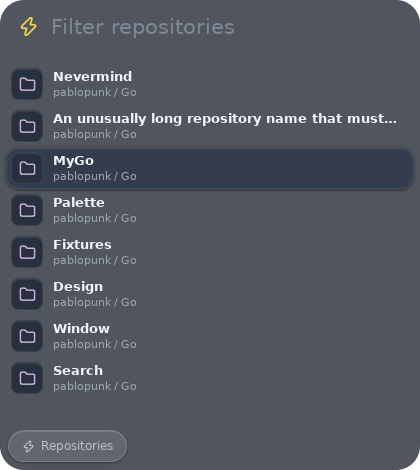 Filter repositories
Nevermind
pablopunk / Go
An unusually long repository name that must…
pablopunk / Go
MyGo
pablopunk / Go
Palette
pablopunk / Go
Fixtures
pablopunk / Go
Design
pablopunk / Go
Window
pablopunk / Go
Search
pablopunk / Go
Repositories